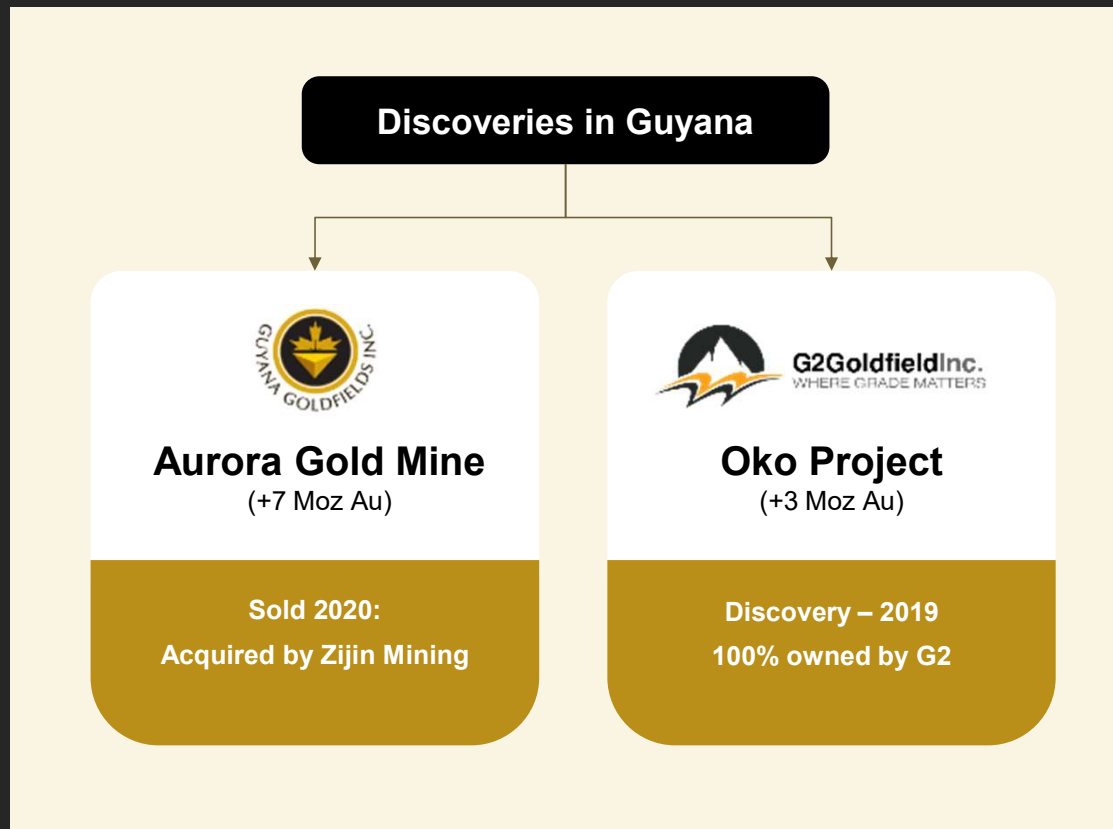 Discoveries in Guyana
GUYANA GOLDFIELDS INC.
Aurora Gold Mine
(+7 Moz Au)
Sold 2020:
Acquired by Zijin Mining
G2GoldfieldInc.
WHERE GRADE MATTERS
Oko Project
(+3 Moz Au)
Discovery – 2019
100% owned by G2